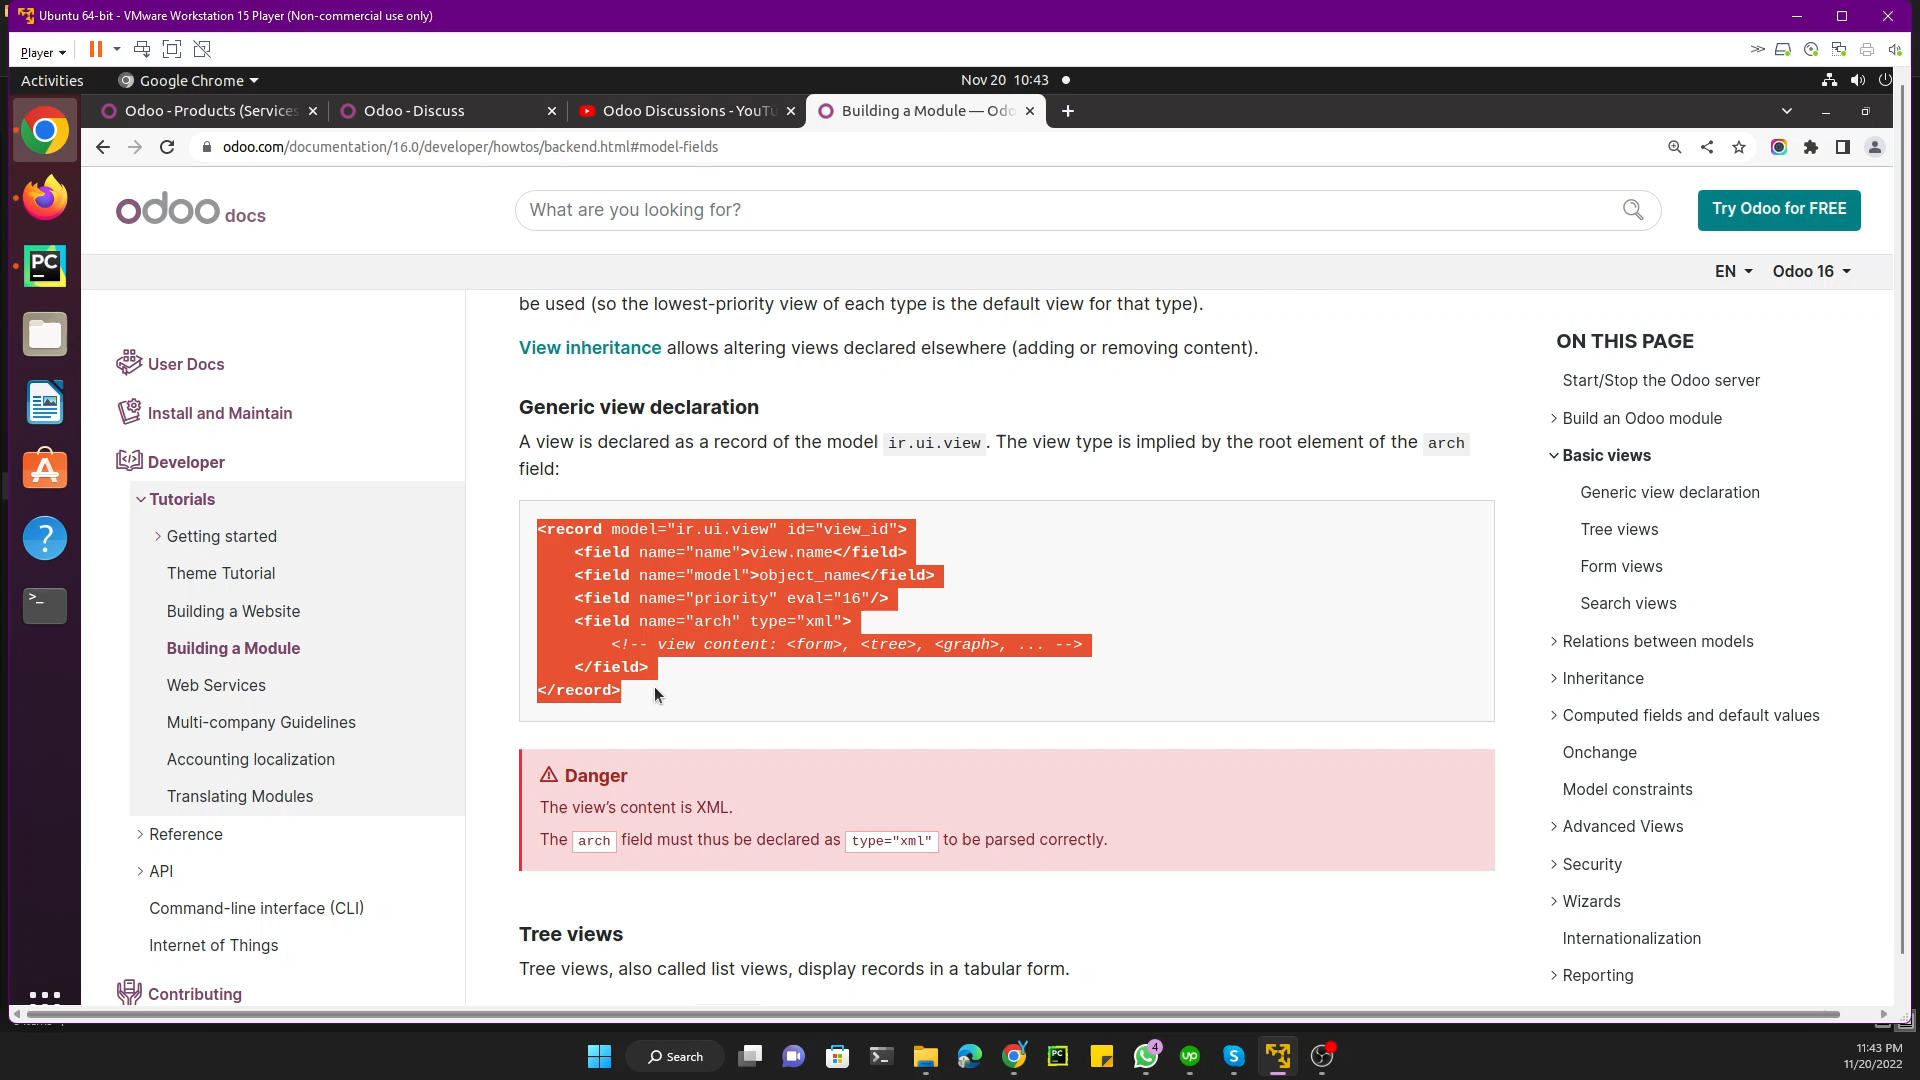 Ubuntu 64-bit - VMware Workstation 15 Player (Non-commercial use only)
Player
Activities
Google Chrome
Nov 20 10:43
Odoo - Products (Services
Odoo - Discuss
Odoo Discussions - YouTu
Building a Module — Odo
odoo.com/documentation/16.0/developer/howtos/backend.html#model-fields
odoo docs
What are you looking for?
Try Odoo for FREE
EN
Odoo 16
User Docs
Install and Maintain
Developer
Tutorials
Getting started
Theme Tutorial
Building a Website
Building a Module
Web Services
Multi-company Guidelines
Accounting localization
Translating Modules
Reference
API
Command-line interface (CLI)
Internet of Things
Contributing
be used (so the lowest-priority view of each type is the default view for that type).
View inheritance allows altering views declared elsewhere (adding or removing content).
Generic view declaration
A view is declared as a record of the model ir.ui.view. The view type is implied by the root element of the arch
field:
<record model="ir.ui.view" id="view_id">
<field name="name">view.name</field>
<field name="model">object_name</field>
<field name="priority" eval="16"/>
<field name="arch" type="xml">
<!-- view content: <form>, <tree>, <graph>, ... -->
</field>
</record>
Danger
The view's content is XML.
The arch field must thus be declared as type="xml" to be parsed correctly.
Tree views
Tree views, also called list views, display records in a tabular form.
ON THIS PAGE
Start/Stop the Odoo server
Build an Odoo module
Basic views
Generic view declaration
Tree views
Form views
Search views
Relations between models
Inheritance
Computed fields and default values
Onchange
Model constraints
Advanced Views
Security
Wizards
Internationalization
Reporting
PC
>_
Search
PC
4
up
11:43 PM
11/20/2022